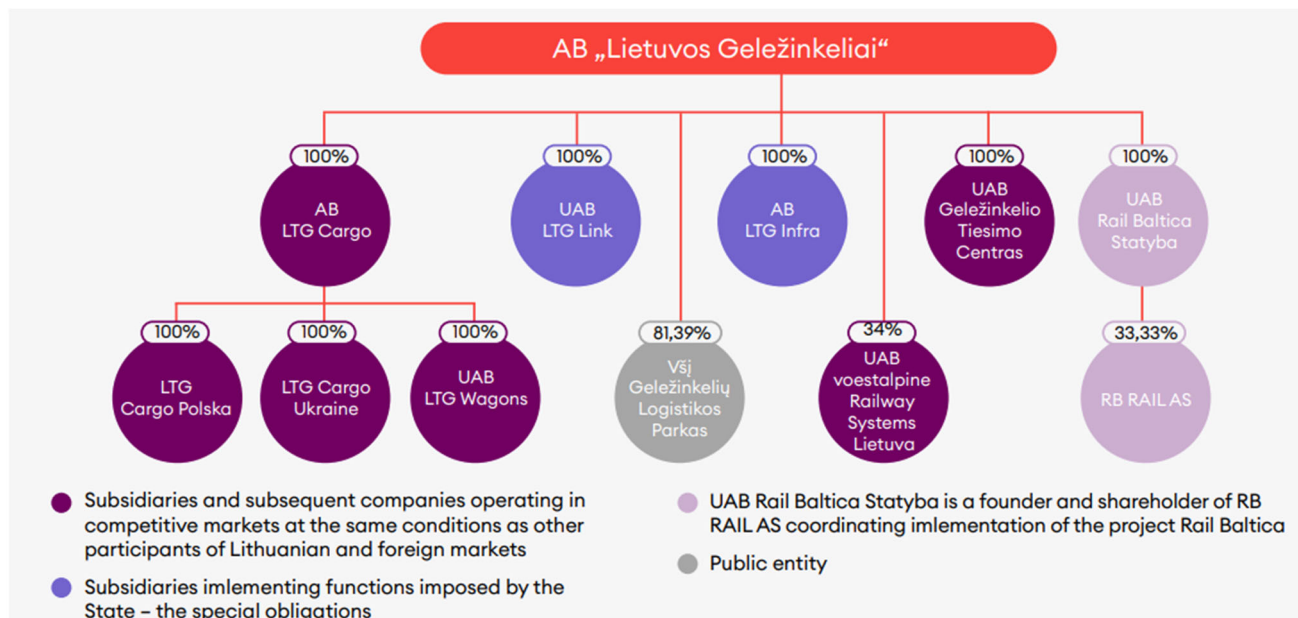 AB „Lietuvos Geležinkeliai“
100%
AB
LTG Cargo
100%
UAB
LTG Link
100%
AB
LTG Infra
100%
UAB
Geležinkelio
Tiesimo
Centras
100%
UAB
Rail Baltica
Statyba
100%
LTG
Cargo Polska
100%
LTG Cargo
Ukraine
100%
UAB
LTG Wagons
81,39%
Všį
Geležinkelių
Logistikos
Parkas
34%
UAB
voestalpine
Railway
Systems
Lietuva
33,33%
RB RAIL AS
Subsidiaries and subsequent companies operating in
competitive markets at the same conditions as other
participants of Lithuanian and foreign markets
Subsidiaries imlementing functions imposed by the
State – the special obligations
UAB Rail Baltica Statyba is a founder and shareholder of RB
RAIL AS coordinating imlementation of the project Rail Baltica
Public entity